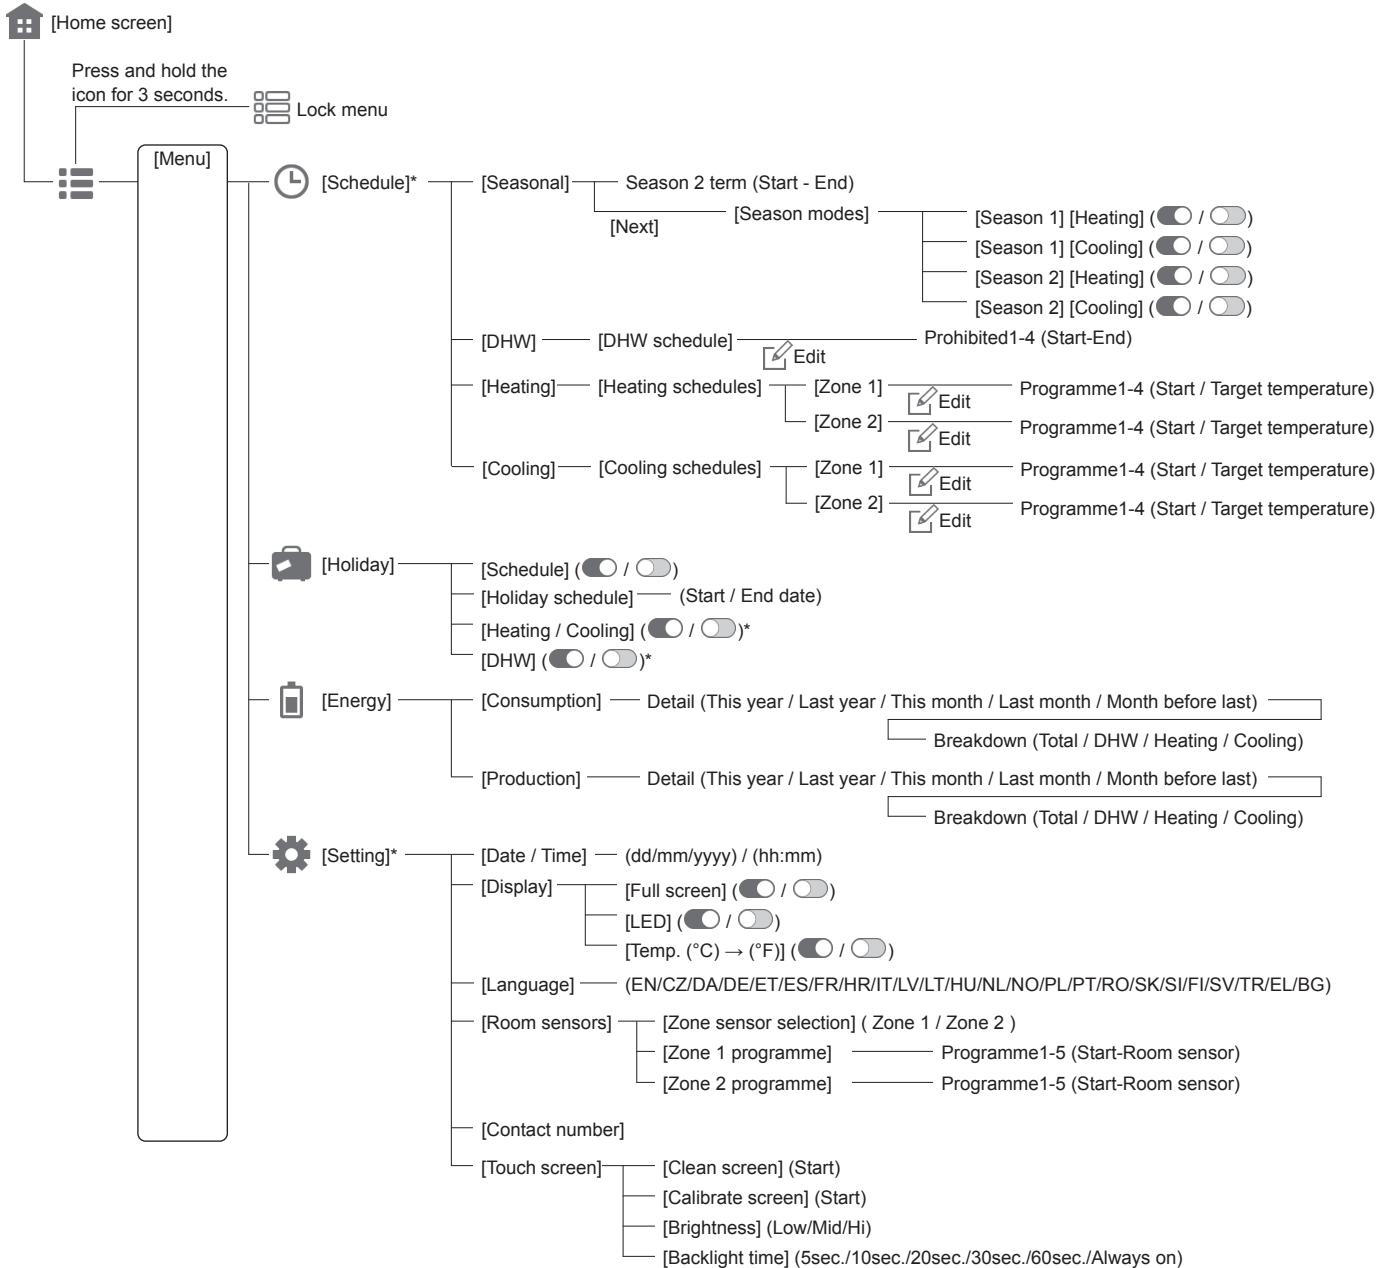 [Home screen]
Press and hold the
icon for 3 seconds.
Lock menu
[Menu]
[Schedule]*
[Seasonal]
Season 2 term (Start - End)
[Next]
[Season modes]
[Season 1] [Heating] ( / )
[Season 1] [Cooling] ( / )
[Season 2] [Heating] ( / )
[Season 2] [Cooling] ( / )
[DHW]
[DHW schedule]
Edit
Prohibited1-4 (Start-End)
[Heating]
[Heating schedules]
[Zone 1]
Edit
Programme1-4 (Start / Target temperature)
[Zone 2]
Edit
Programme1-4 (Start / Target temperature)
[Cooling]
[Cooling schedules]
[Zone 1]
Edit
Programme1-4 (Start / Target temperature)
[Zone 2]
Edit
Programme1-4 (Start / Target temperature)
[Holiday]
[Schedule] ( / )
[Holiday schedule]
(Start / End date)
[Heating / Cooling] ( / )*
[DHW] ( / )*
[Energy]
[Consumption]
Detail (This year / Last year / This month / Last month / Month before last)
Breakdown (Total / DHW / Heating / Cooling)
[Production]
Detail (This year / Last year / This month / Last month / Month before last)
Breakdown (Total / DHW / Heating / Cooling)
[Setting]*
[Date / Time]
(dd/mm/yyyy) / (hh:mm)
[Display]
[Full screen] ( / )
[LED] ( / )
[Temp. (°C) → (°F)] ( / )
[Language]
(EN/CZ/DA/DE/ET/ES/FR/HR/IT/LV/LT/HU/NL/NO/PL/PT/RO/SK/SI/FI/SV/TR/EL/BG)
[Room sensors]
[Zone sensor selection] ( Zone 1 / Zone 2 )
[Zone 1 programme]
Programme1-5 (Start-Room sensor)
[Zone 2 programme]
Programme1-5 (Start-Room sensor)
[Contact number]
[Touch screen]
[Clean screen] (Start)
[Calibrate screen] (Start)
[Brightness] (Low/Mid/Hi)
[Backlight time] (5sec./10sec./20sec./30sec./60sec./Always on)